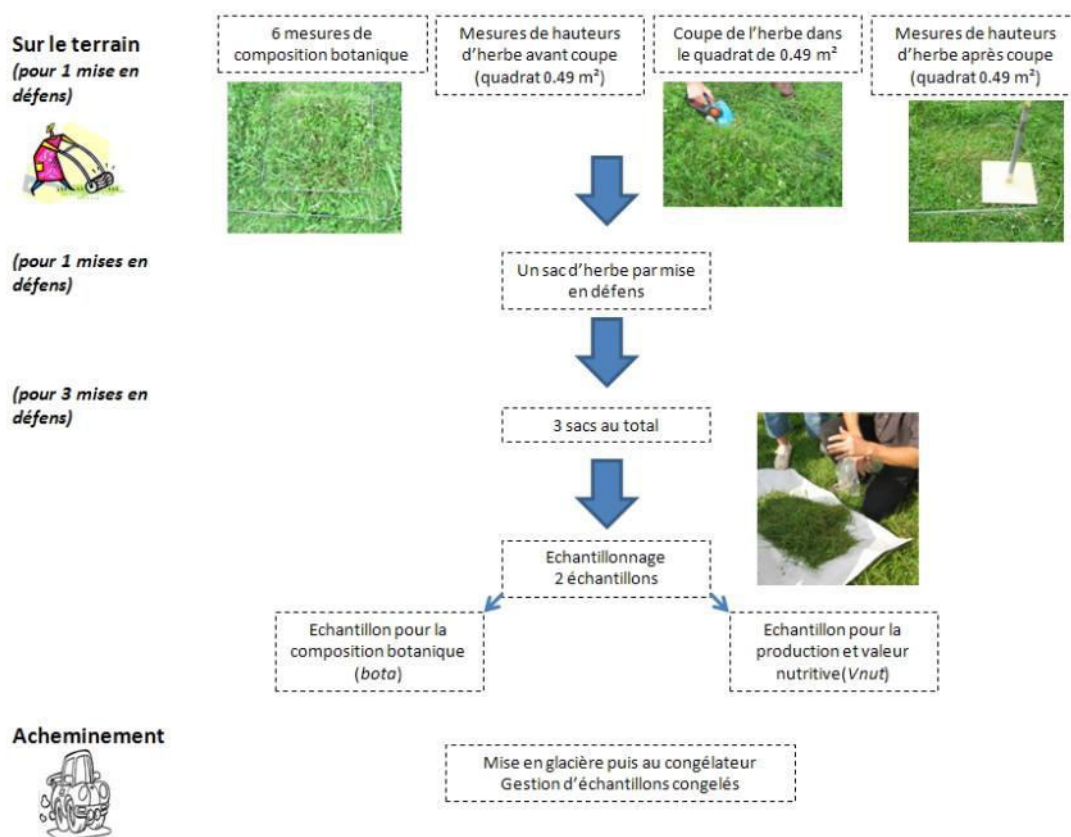 Sur le terrain
(pour 1 mise en
défens)
6 mesures de
composition botanique
Mesures de hauteurs
d'herbe avant coupe
(quadrat 0.49 m²)
Coupe de l'herbe dans
le quadrat de 0.49 m²
Mesures de hauteurs
d'herbe après coupe
(quadrat 0.49 m²)
(pour 1 mises en
défens)
Un sac d'herbe par mise
en défens
(pour 3 mises en
défens)
3 sacs au total
Echantillonnage
2 échantillons
Echantillon pour la
composition botanique
(bota)
Echantillon pour la
production et valeur
nutritive(Vnut)
Acheminement
Mise en glacière puis au congélateur
Gestion d'échantillons congelés